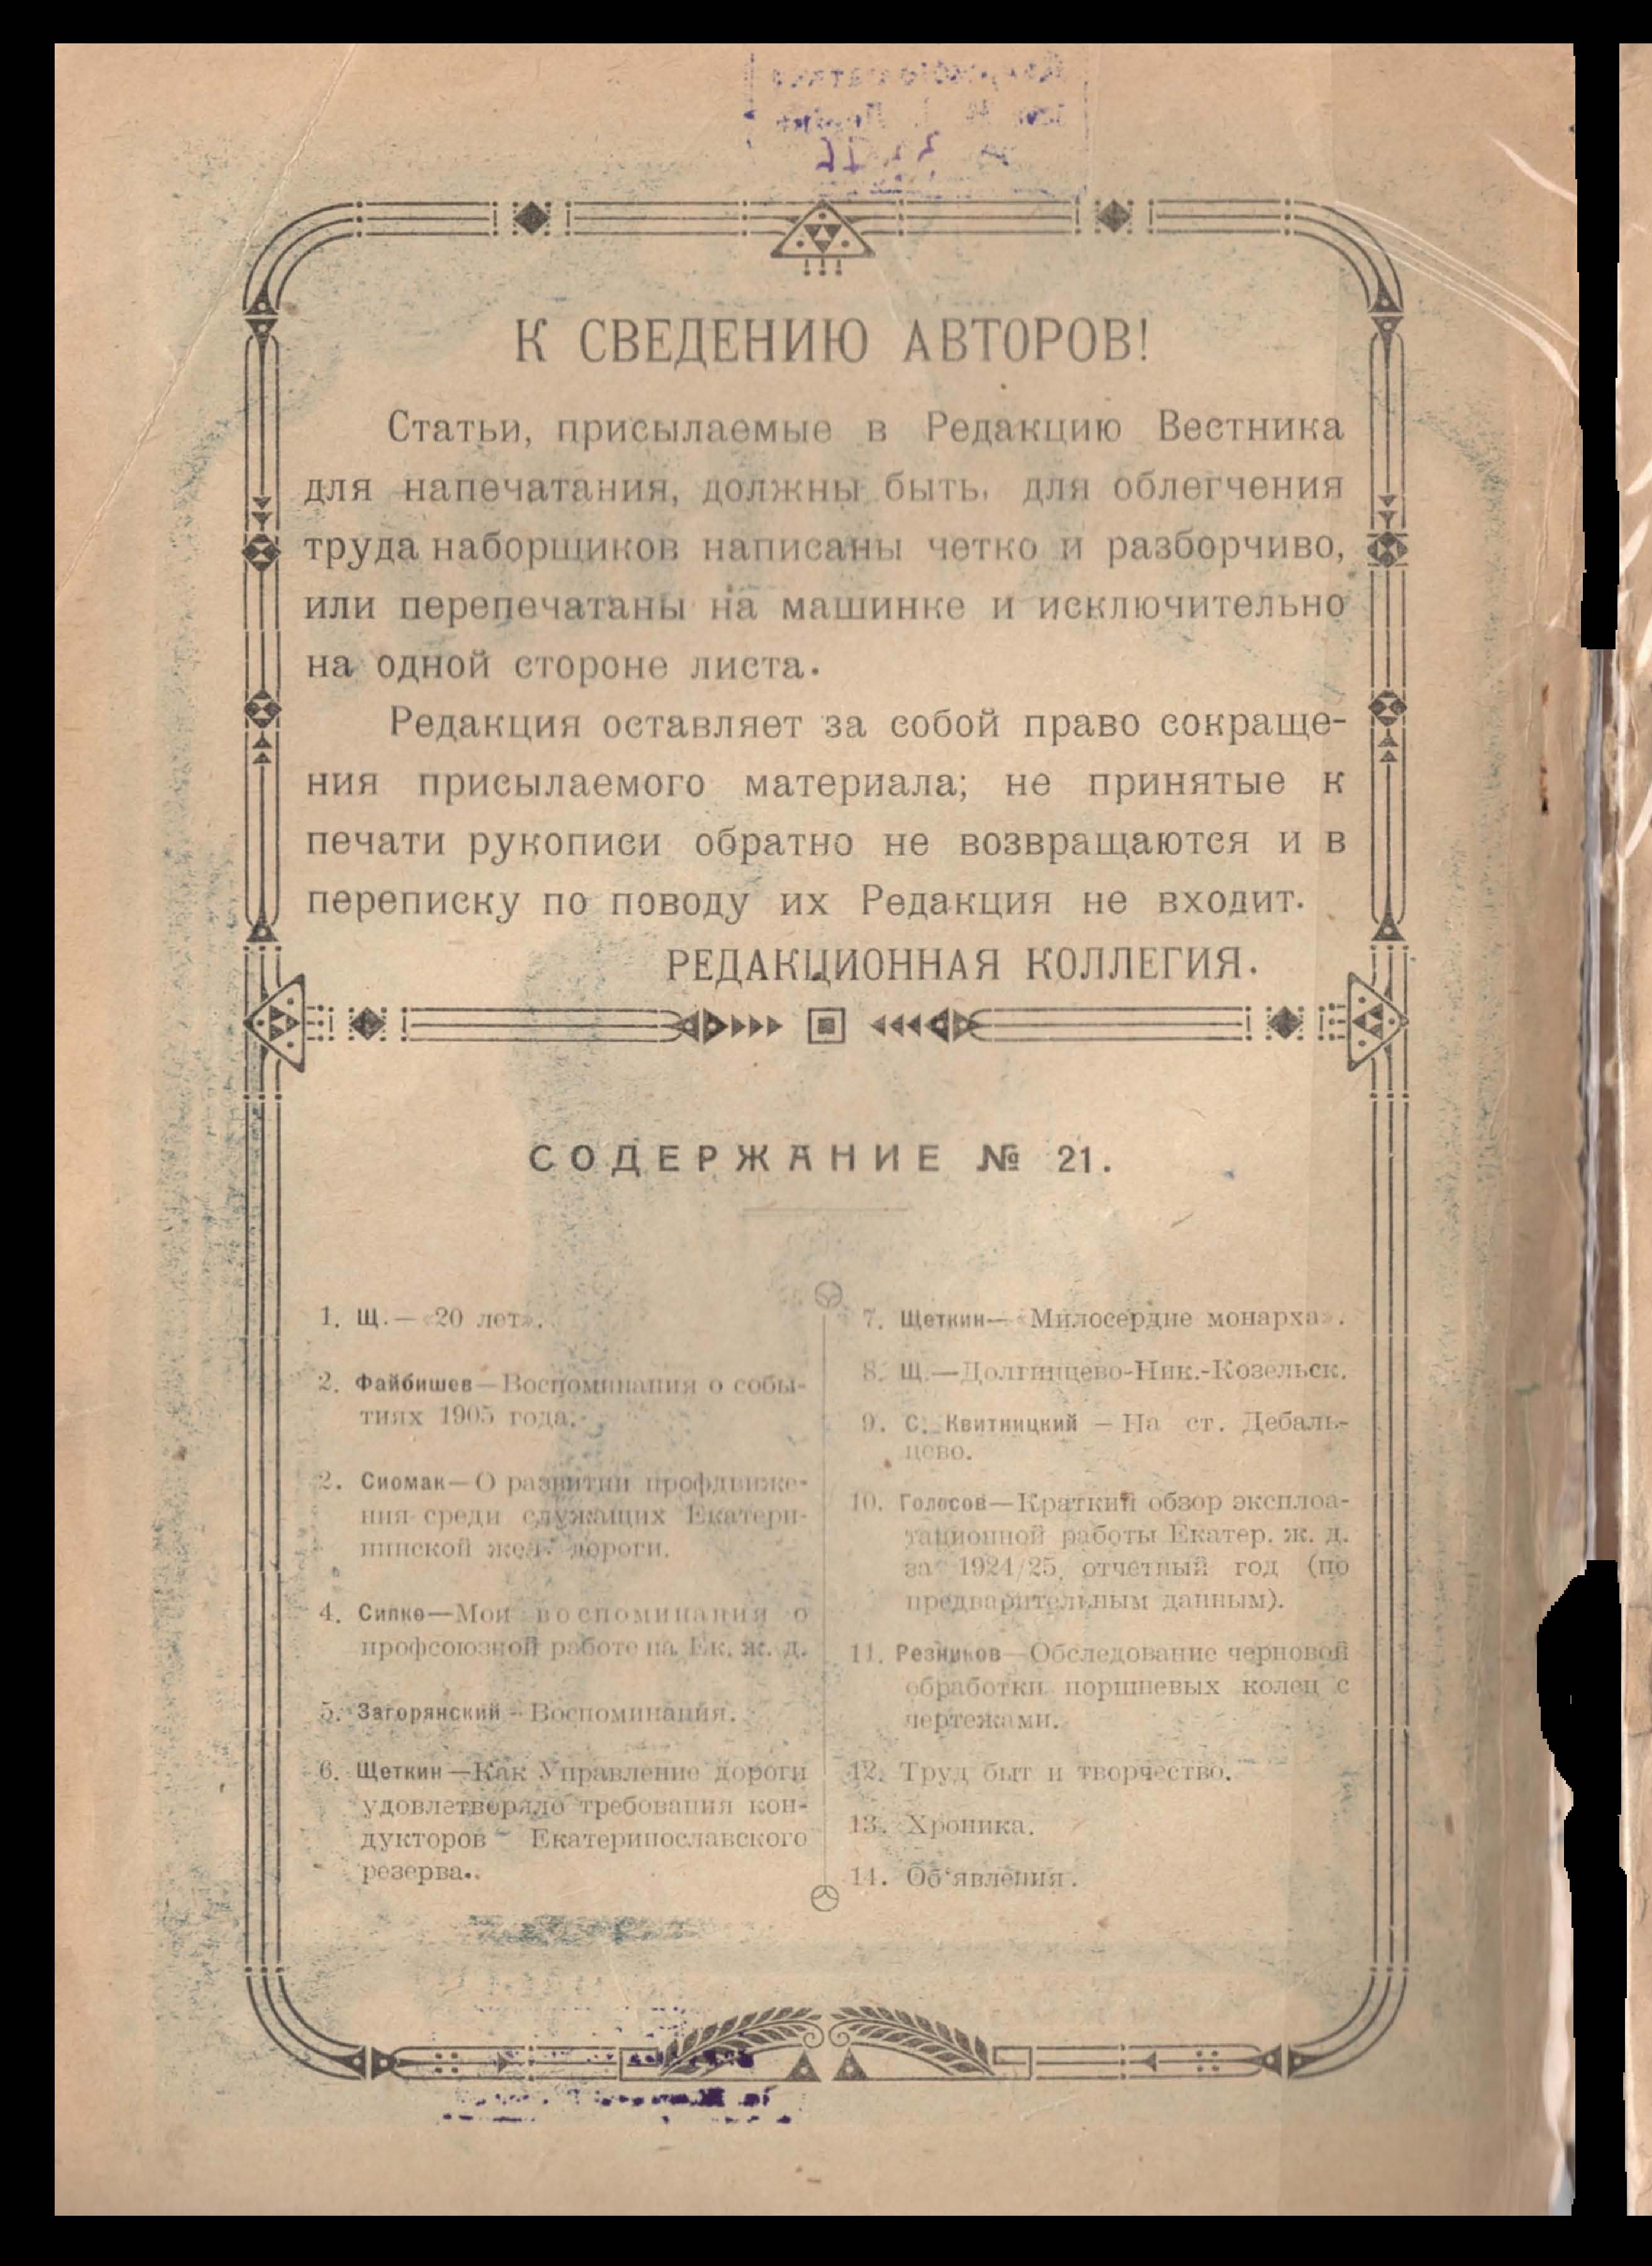 К СВЕДЕНИЮ АВТОРОВ!
Статьи, присылаемые в Редакцию Вестника
для напечатания, должны быть, для облегчения
труда наборщиков написаны четко и разборчиво,
или перепечатаны на машинке и исключительно
на одной стороне листа.
Редакция оставляет за собой право сокраще-
ния присылаемого материала; не принятые к
печати рукописи обратно не возвращаются и в
переписку по поводу их Редакция не входит.
РЕДАКЦИОННАЯ КОЛЛЕГИЯ.
СОДЕРЖАНИЕ № 21.
1. Щ.— «20 лет».
2. Файбишев—Воспоминания о собы-
тиях 1905 года.
2. Сиомак—О развитии профдвиже-
ния среди служащих Екатери-
нинской жел. дороги.
4. Сипко—Мои воспоминания о
профсоюзной работе на Ек. ж. д.
5. Загорянский—Воспоминания.
6. Щеткин—Как Управление дороги
удовлетворяло требования кон-
дукторов Екатеринославского
резерва.
7. Щеткин—«Милосердие монарха».
8. Щ.—Долгинцево-Ник.-Козельск.
9. С. Квитницкий — На ст. Дебаль-
цево.
10. Голосов—Краткий обзор эксплоа-
тационной работы Екатер. ж. д.
за 1924/25 отчетный год (по
предварительным данным).
11. Резников—Обследование черновой
обработки поршневых колец с
чертежами.
12. Труд быт и творчество.
13. Хроника.
14. Об‘явления.